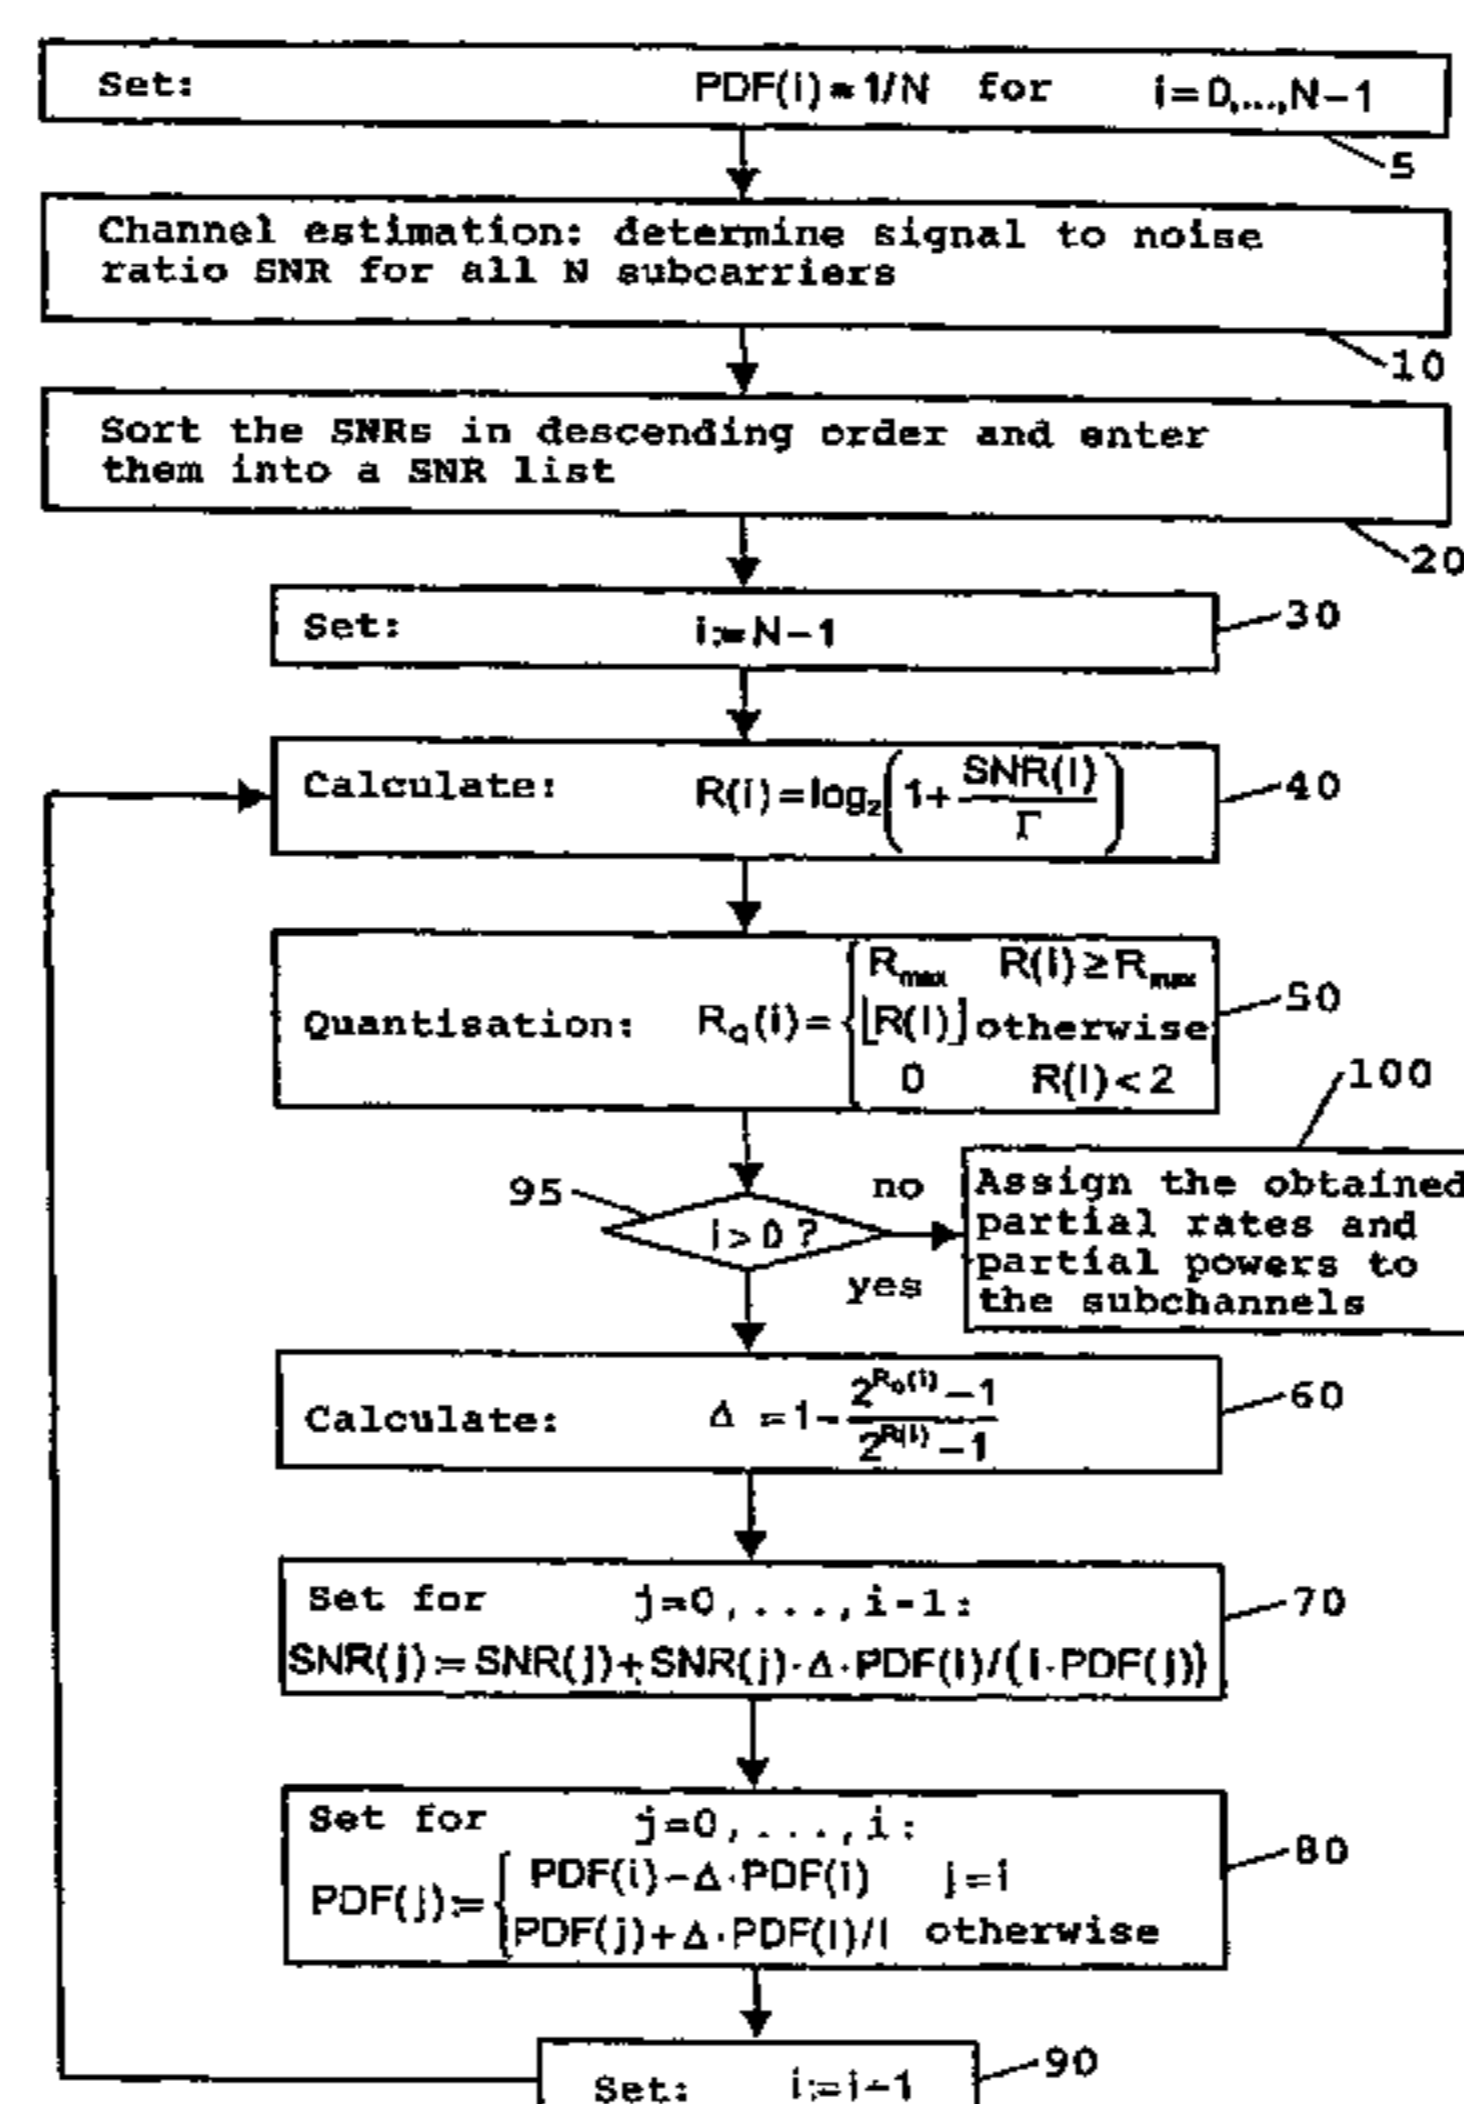 Set: PDF(i)=1/N for i=0,...,N-1
5
Channel estimation: determine signal to noise
ratio SNR for all N subcarriers
10
Sort the SNRs in descending order and enter
them into a SNR list
20
Set: i:=N-1
30
Calculate: R(i)=log₂(1+SNR(i)/Γ)
40
Quantisation: R_Q(i)={R_max R(i)≥R_max
⌊R(i)⌋ otherwise
0 R(i)<2
50
95
i>0?
no
yes
100
Assign the obtained
partial rates and
partial powers to
the subchannels
Calculate: Δ=1-(2^{R_Q(i)}-1)/(2^{R(i)}-1)
60
Set for j=0,...,i-1:
SNR(j):=SNR(j)+SNR(j)·Δ·PDF(i)/(i·PDF(j))
70
Set for j=0,...,i:
PDF(j):={PDF(i)-Δ·PDF(i) j=i
PDF(j)+Δ·PDF(i)/i otherwise
80
Set: i:=i-1
90